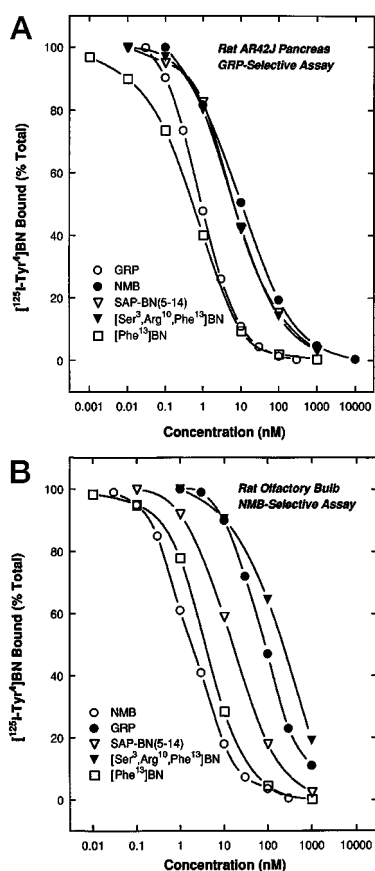 A
Rat AR42J Pancreas
GRP-Selective Assay
[¹²⁵I-Tyr⁴]BN Bound (% Total)
100
80
60
40
20
0
GRP
NMB
SAP-BN(5-14)
[Ser³,Arg¹⁰,Phe¹³]BN
[Phe¹³]BN
0.001 0.01 0.1 1 10 100 1000 10000
Concentration (nM)
B
Rat Olfactory Bulb
NMB-Selective Assay
[¹²⁵I-Tyr⁴]BN Bound (% Total)
100
80
60
40
20
0
NMB
GRP
SAP-BN(5-14)
[Ser³,Arg¹⁰,Phe¹³]BN
[Phe¹³]BN
0.01 0.1 1 10 100 1000 10000
Concentration (nM)